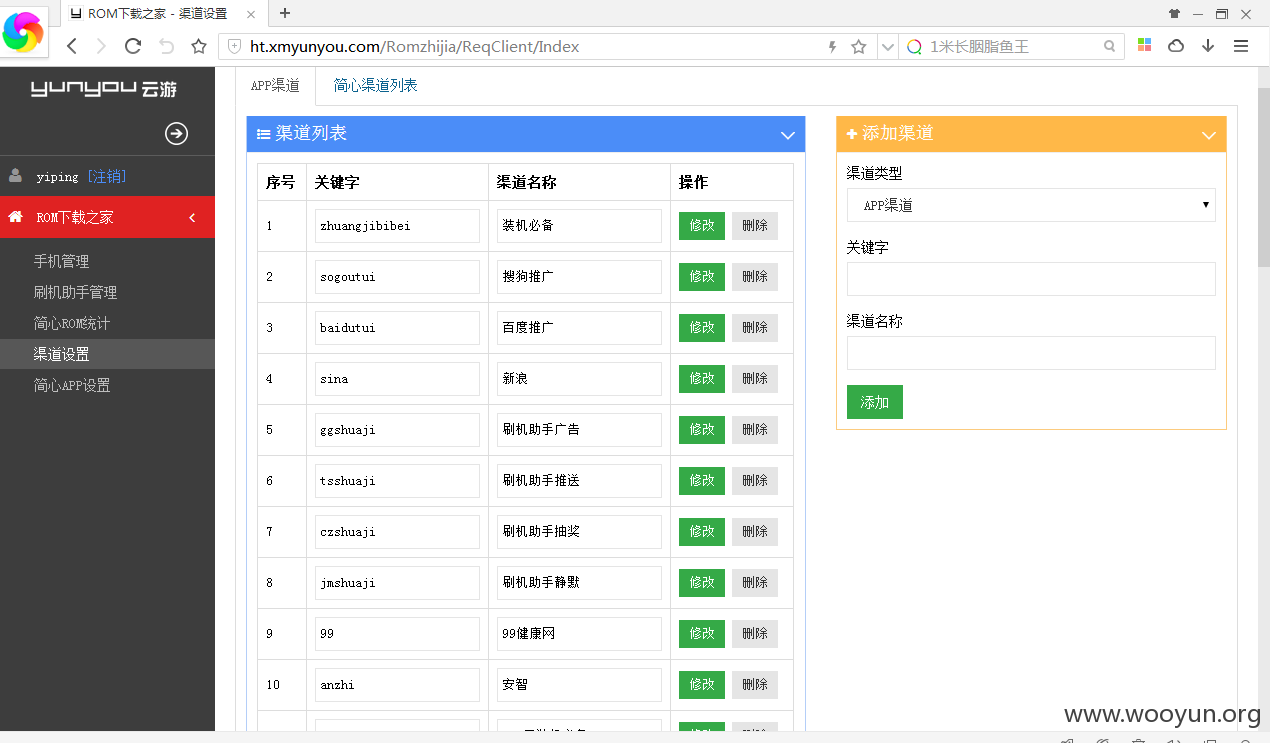 ROM下载之家 - 渠道设置
ht.xmyunyou.com/Romzhijia/ReqClient/Index
1米长胭脂鱼王
yunyou 云游
yiping [注销]
ROM下载之家
手机管理
刷机助手管理
简心ROM统计
渠道设置
简心APP设置
APP渠道 简心渠道列表
渠道列表
序号 关键字 渠道名称 操作
1 zhuangjibibei 装机必备 修改 删除
2 sogoutui 搜狗推广 修改 删除
3 baidutui 百度推广 修改 删除
4 sina 新浪 修改 删除
5 ggshuaji 刷机助手广告 修改 删除
6 tsshuaji 刷机助手推送 修改 删除
7 czshuaji 刷机助手抽奖 修改 删除
8 jmshuaji 刷机助手静默 修改 删除
9 99 99健康网 修改 删除
10 anzhi 安智 修改 删除
添加渠道
渠道类型
APP渠道
关键字
渠道名称
添加
www.wooyun.org